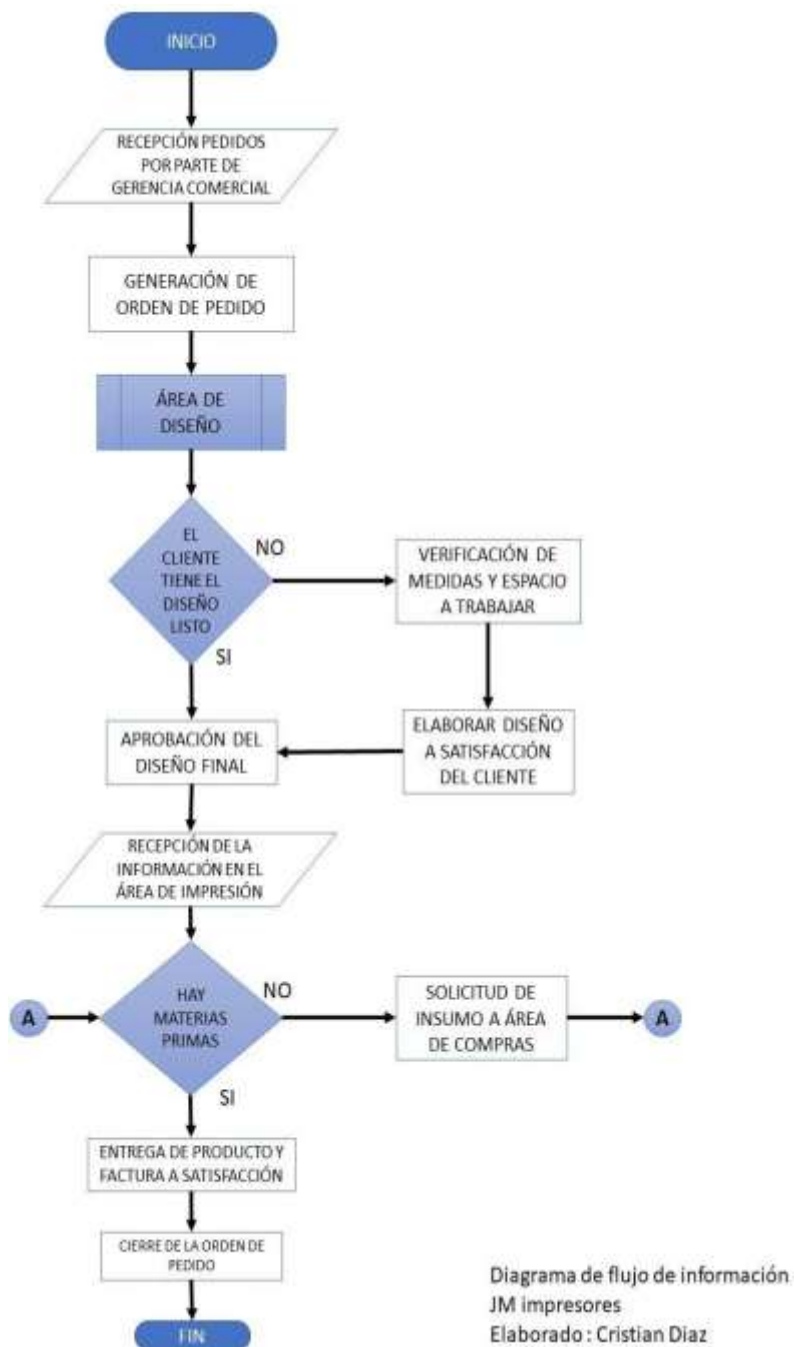 INICIO
RECEPCIÓN PEDIDOS
POR PARTE DE
GERENCIA COMERCIAL
GENERACIÓN DE
ORDEN DE PEDIDO
ÁREA DE
DISEÑO
EL
CLIENTE
TIENE EL
DISEÑO
LISTO
NO
SI
VERIFICACIÓN DE
MEDIDAS Y ESPACIO
A TRABAJAR
ELABORAR DISEÑO
A SATISFACCIÓN
DEL CLIENTE
APROBACIÓN DEL
DISEÑO FINAL
RECEPCIÓN DE LA
INFORMACIÓN EN EL
ÁREA DE IMPRESIÓN
A
HAY
MATERIAS
PRIMAS
NO
SI
SOLICITUD DE
INSUMO A ÁREA
DE COMPRAS
A
ENTREGA DE PRODUCTO Y
FACTURA A SATISFACCIÓN
CIERRE DE LA ORDEN DE
PEDIDO
FIN
Diagrama de flujo de información
JM impresores
Elaborado : Cristian Diaz